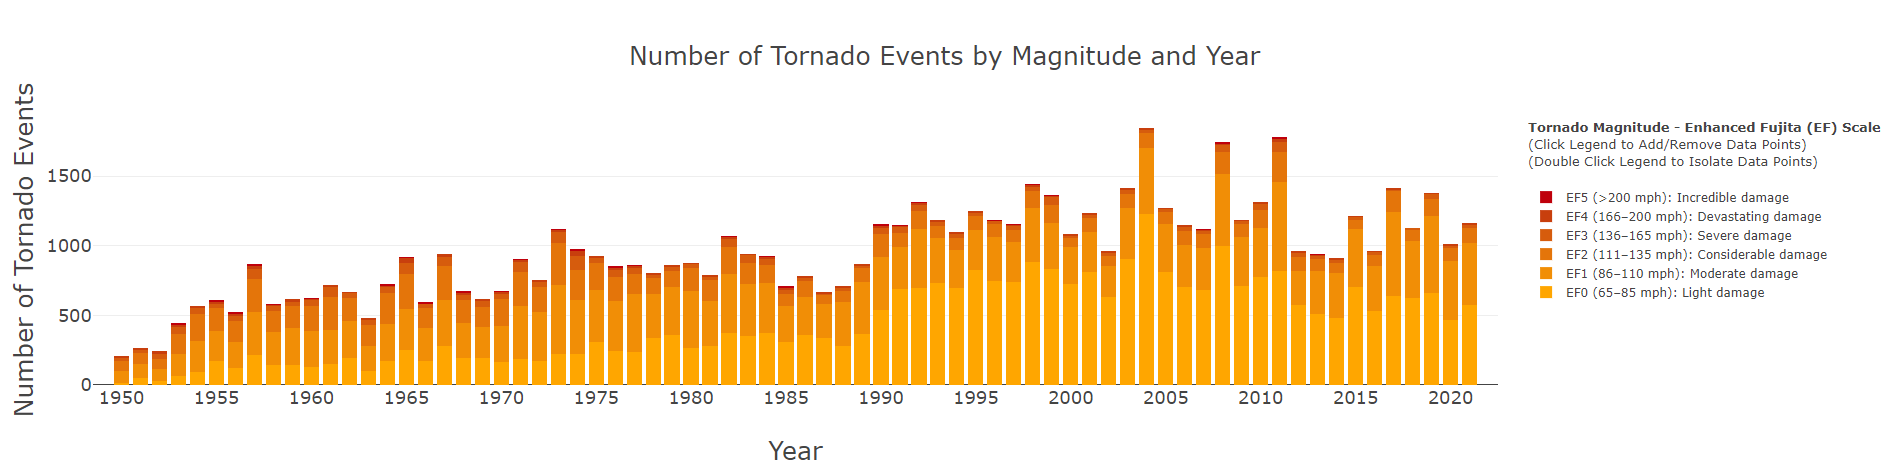 Number of Tornado Events by Magnitude and Year
Number of Tornado Events
1500
1000
500
0
1950 1955 1960 1965 1970 1975 1980 1985 1990 1995 2000 2005 2010 2015 2020
Year
Tornado Magnitude - Enhanced Fujita (EF) Scale
(Click Legend to Add/Remove Data Points)
(Double Click Legend to Isolate Data Points)
EF5 (>200 mph): Incredible damage
EF4 (166–200 mph): Devastating damage
EF3 (136–165 mph): Severe damage
EF2 (111–135 mph): Considerable damage
EF1 (86–110 mph): Moderate damage
EF0 (65–85 mph): Light damage